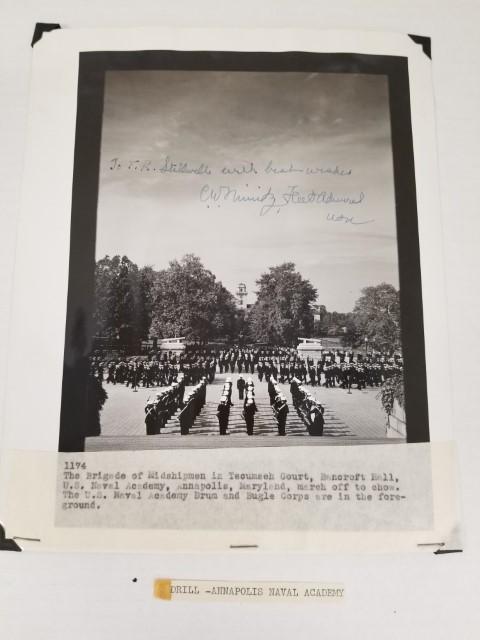 To T.R. Stillwell with best wishes
C.W. Nimitz, Fleet Admiral
USN
1174
The Brigade of Midshipmen in Tecumseh Court, Bancroft Hall,
U.S. Naval Academy, Annapolis, Maryland, march off to chow.
The U.S. Naval Academy Drum and Bugle Corps are in the fore-
ground.
DRILL -ANNAPOLIS NAVAL ACADEMY